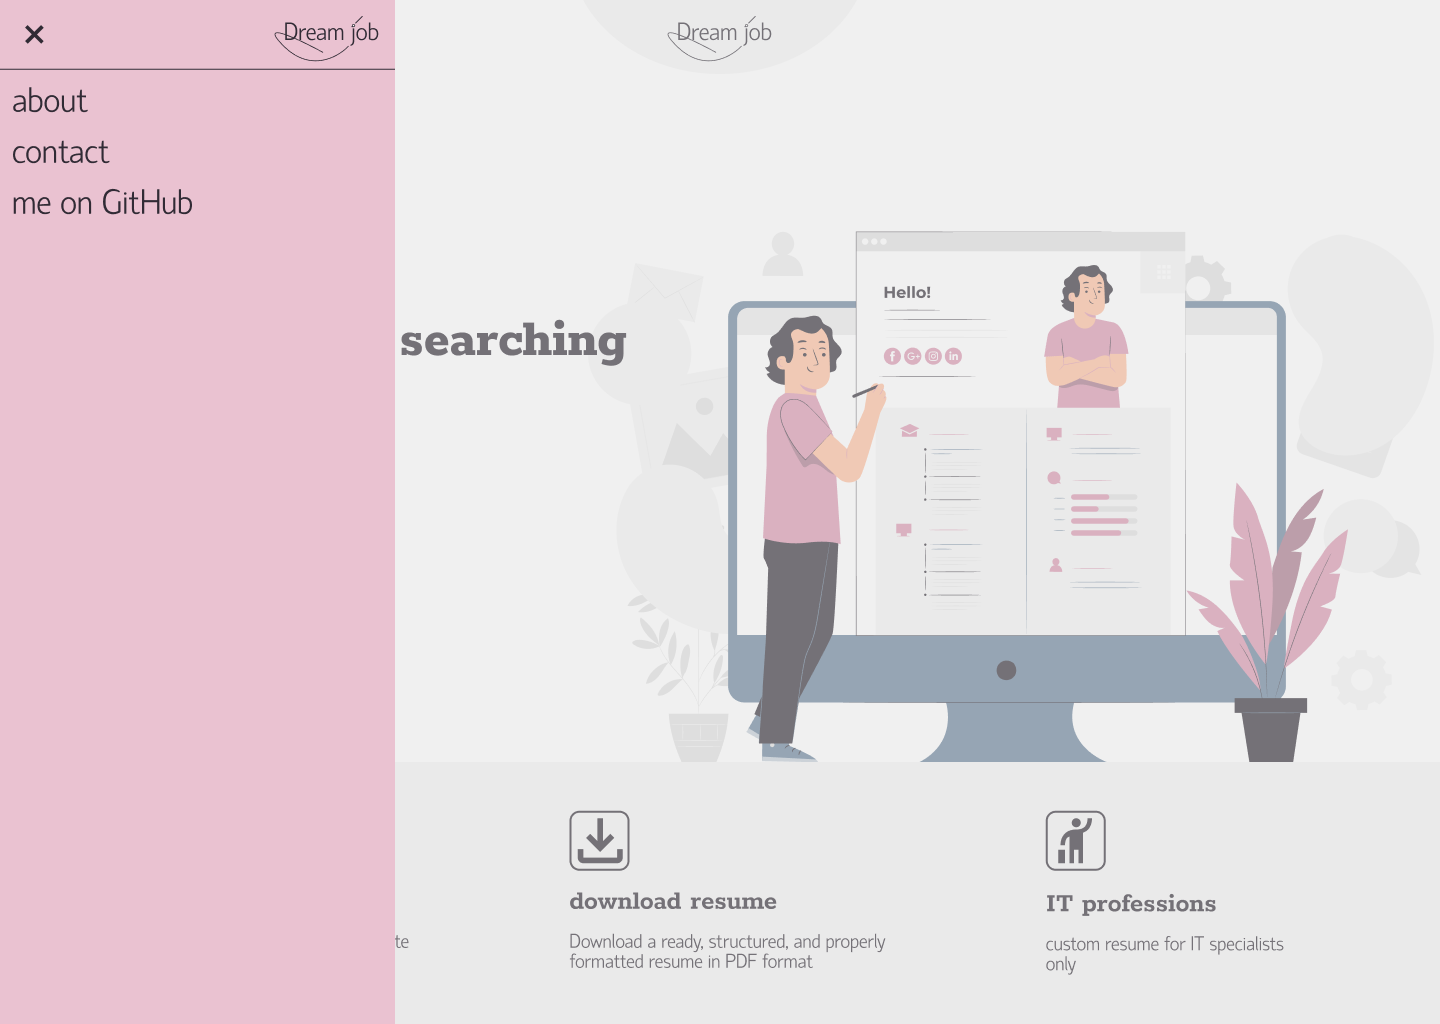 Dream job
about
contact
me on GitHub
Dream job
searching
Hello!
f G+ in
te
download resume
Download a ready, structured, and properly
formatted resume in PDF format
IT professions
custom resume for IT specialists
only